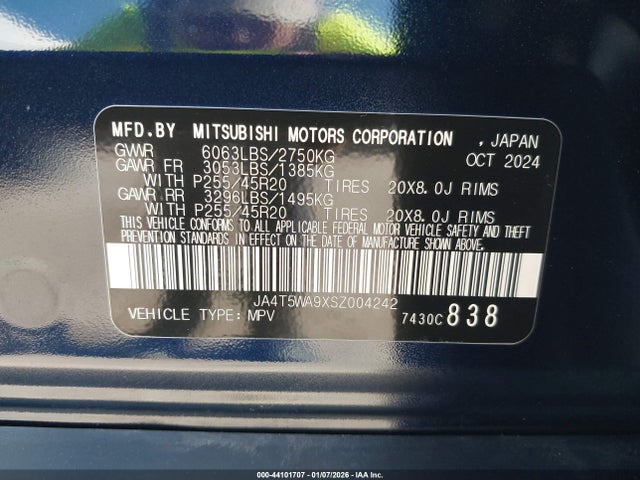 MFD.BY MITSUBISHI MOTORS CORPORATION , JAPAN
GVWR 6063LBS/2750KG OCT 2024
GAWR FR 3053LBS/1385KG
WITH P255/45R20 TIRES 20X8.0J RIMS
GAWR RR 3296LBS/1495KG
WITH P255/45R20 TIRES 20X8.0J RIMS
THIS VEHICLE CONFORMS TO ALL APPLICABLE FEDERAL MOTOR VEHICLE SAFETY AND THEFT
PREVENTION STANDARDS IN EFFECT ON THE DATE OF MANUFACTURE SHOWN ABOVE.
JA4T5WA9XSZ004242
VEHICLE TYPE: MPV 7430C 838
000-44101707 - 01/07/2026 - IAA Inc.